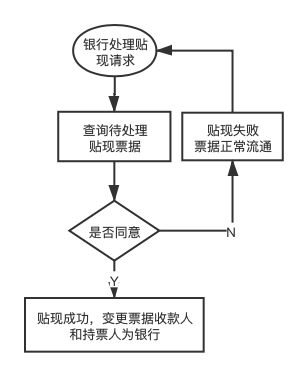 银行处理贴
现请求
查询待处理
贴现票据
贴现失败
票据正常流通
是否同意
N
Y
贴现成功，变更票据收款人
和持票人为银行